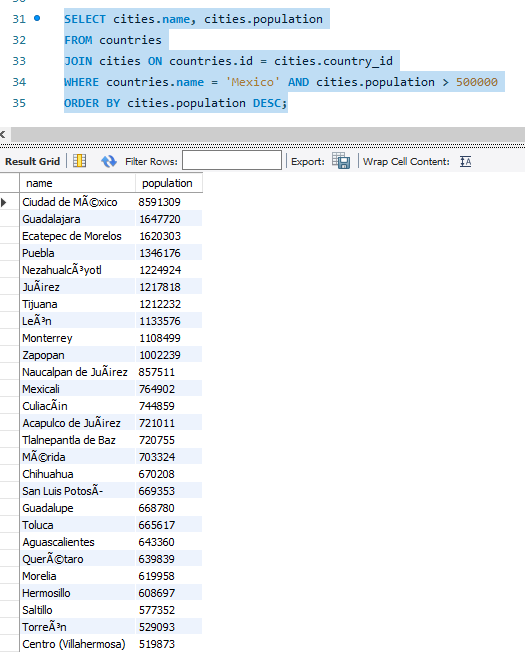 31 SELECT cities.name, cities.population
32 FROM countries
33 JOIN cities ON countries.id = cities.country_id
34 WHERE countries.name = 'Mexico' AND cities.population > 500000
35 ORDER BY cities.population DESC;
Result Grid Filter Rows: Export: Wrap Cell Content:
name population
Ciudad de MÃ©xico 8591309
Guadalajara 1647720
Ecatepec de Morelos 1620303
Puebla 1346176
NezahualcÃ³yotl 1224924
JuÃ¡rez 1217818
Tijuana 1212232
LeÃ³n 1133576
Monterrey 1108499
Zapopan 1002239
Naucalpan de JuÃ¡rez 857511
Mexicali 764902
CuliacÃ¡n 744859
Acapulco de JuÃ¡rez 721011
Tlalnepantla de Baz 720755
MÃ©rida 703324
Chihuahua 670208
San Luis PotosÃ- 669353
Guadalupe 668780
Toluca 665617
Aguascalientes 643360
QuerÃ©taro 639839
Morelia 619958
Hermosillo 608697
Saltillo 577352
TorreÃ³n 529093
Centro (Villahermosa) 519873